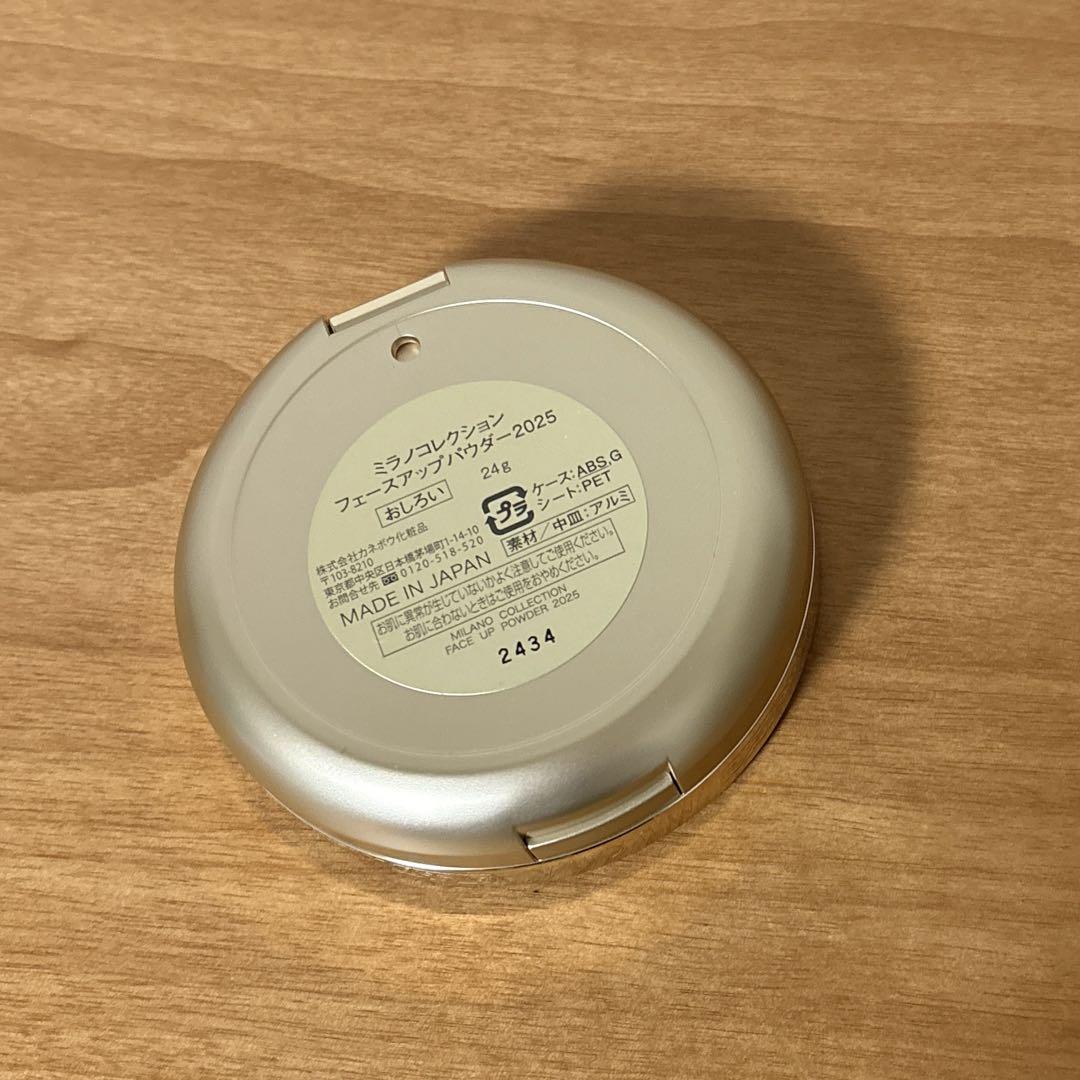 ミラノコレクション
フェースアップパウダー2025
おしろい
24g
プラ
ケース:ABS,G
シート:PET
素材/中皿:アルミ
株式会社カネボウ化粧品
〒103-8210
東京都中央区日本橋茅場町1-14-10
お問合せ先 0120-518-520
MADE IN JAPAN
お肌に異常が生じていないかよく注意してご使用ください。
お肌に合わないときはご使用をおやめください。
MILANO COLLECTION
FACE UP POWDER 2025
2434